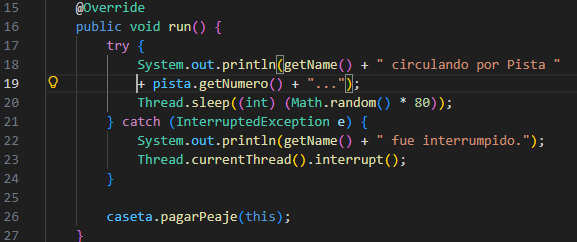 15 @Override
16 public void run() {
17 try {
18 System.out.println(getName() + " circulando por Pista "
19 + pista.getNumero() + "...");
20 Thread.sleep((int) (Math.random() * 80));
21 } catch (InterruptedException e) {
22 System.out.println(getName() + " fue interrumpido.");
23 Thread.currentThread().interrupt();
24 }
25
26 caseta.pagarPeaje(this);
27 }